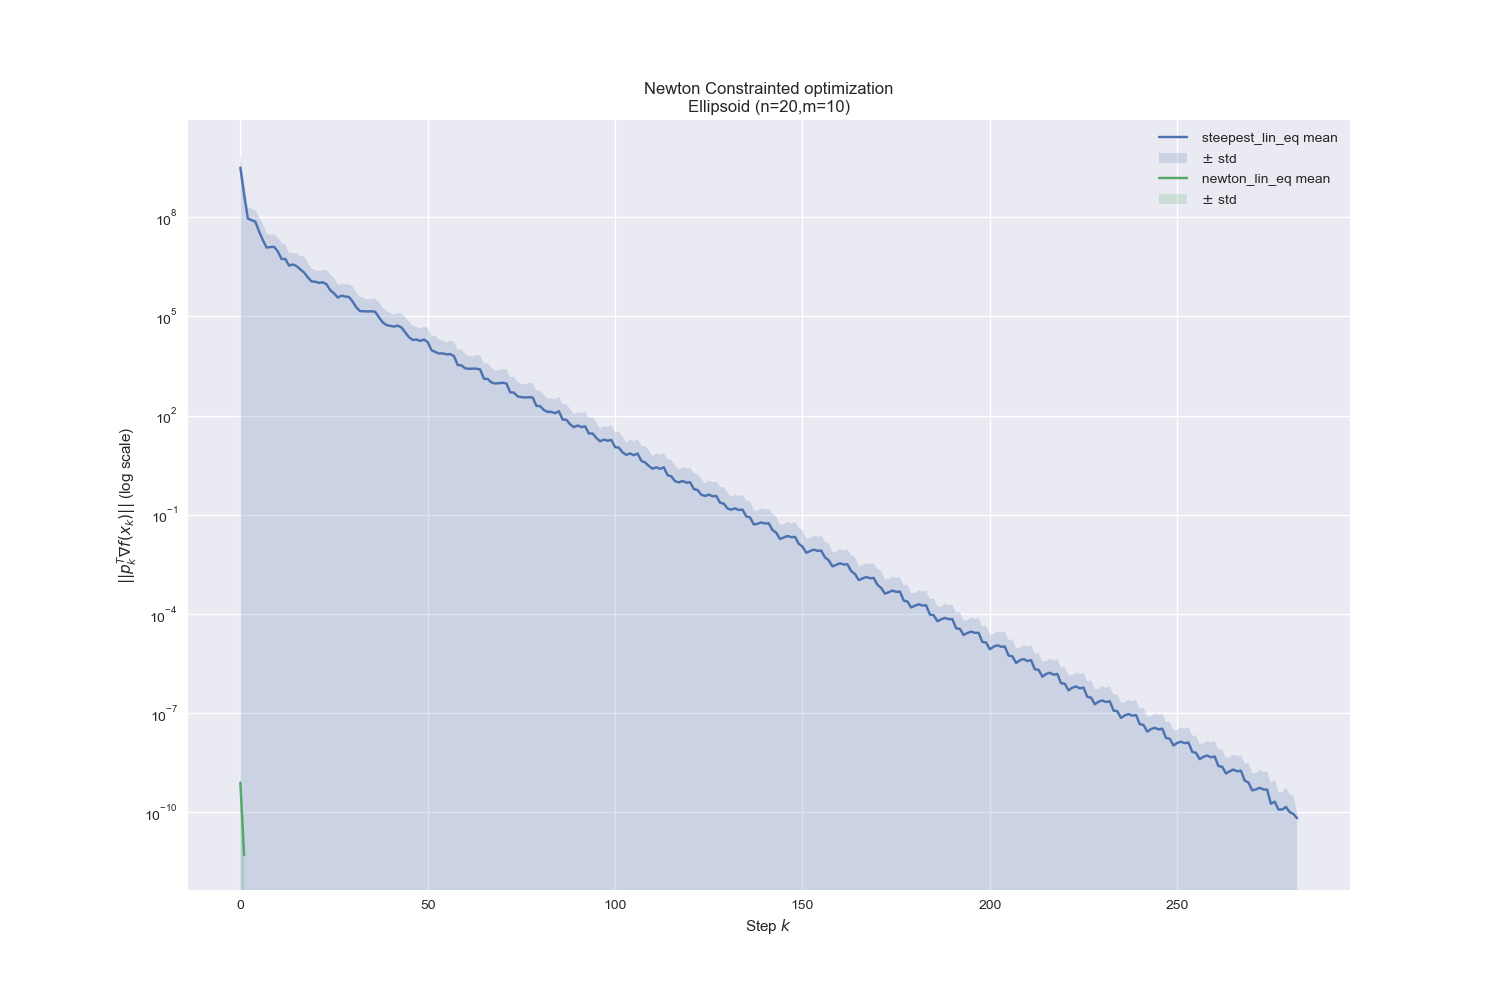 Newton Constrainted optimization
Ellipsoid (n=20,m=10)
steepest_lin_eq mean
± std
newton_lin_eq mean
± std
||p_k^T ∇f(x_k)|| (log scale)
10^8
10^5
10^2
10^−1
10^−4
10^−7
10^−10
0 50 100 150 200 250
Step k